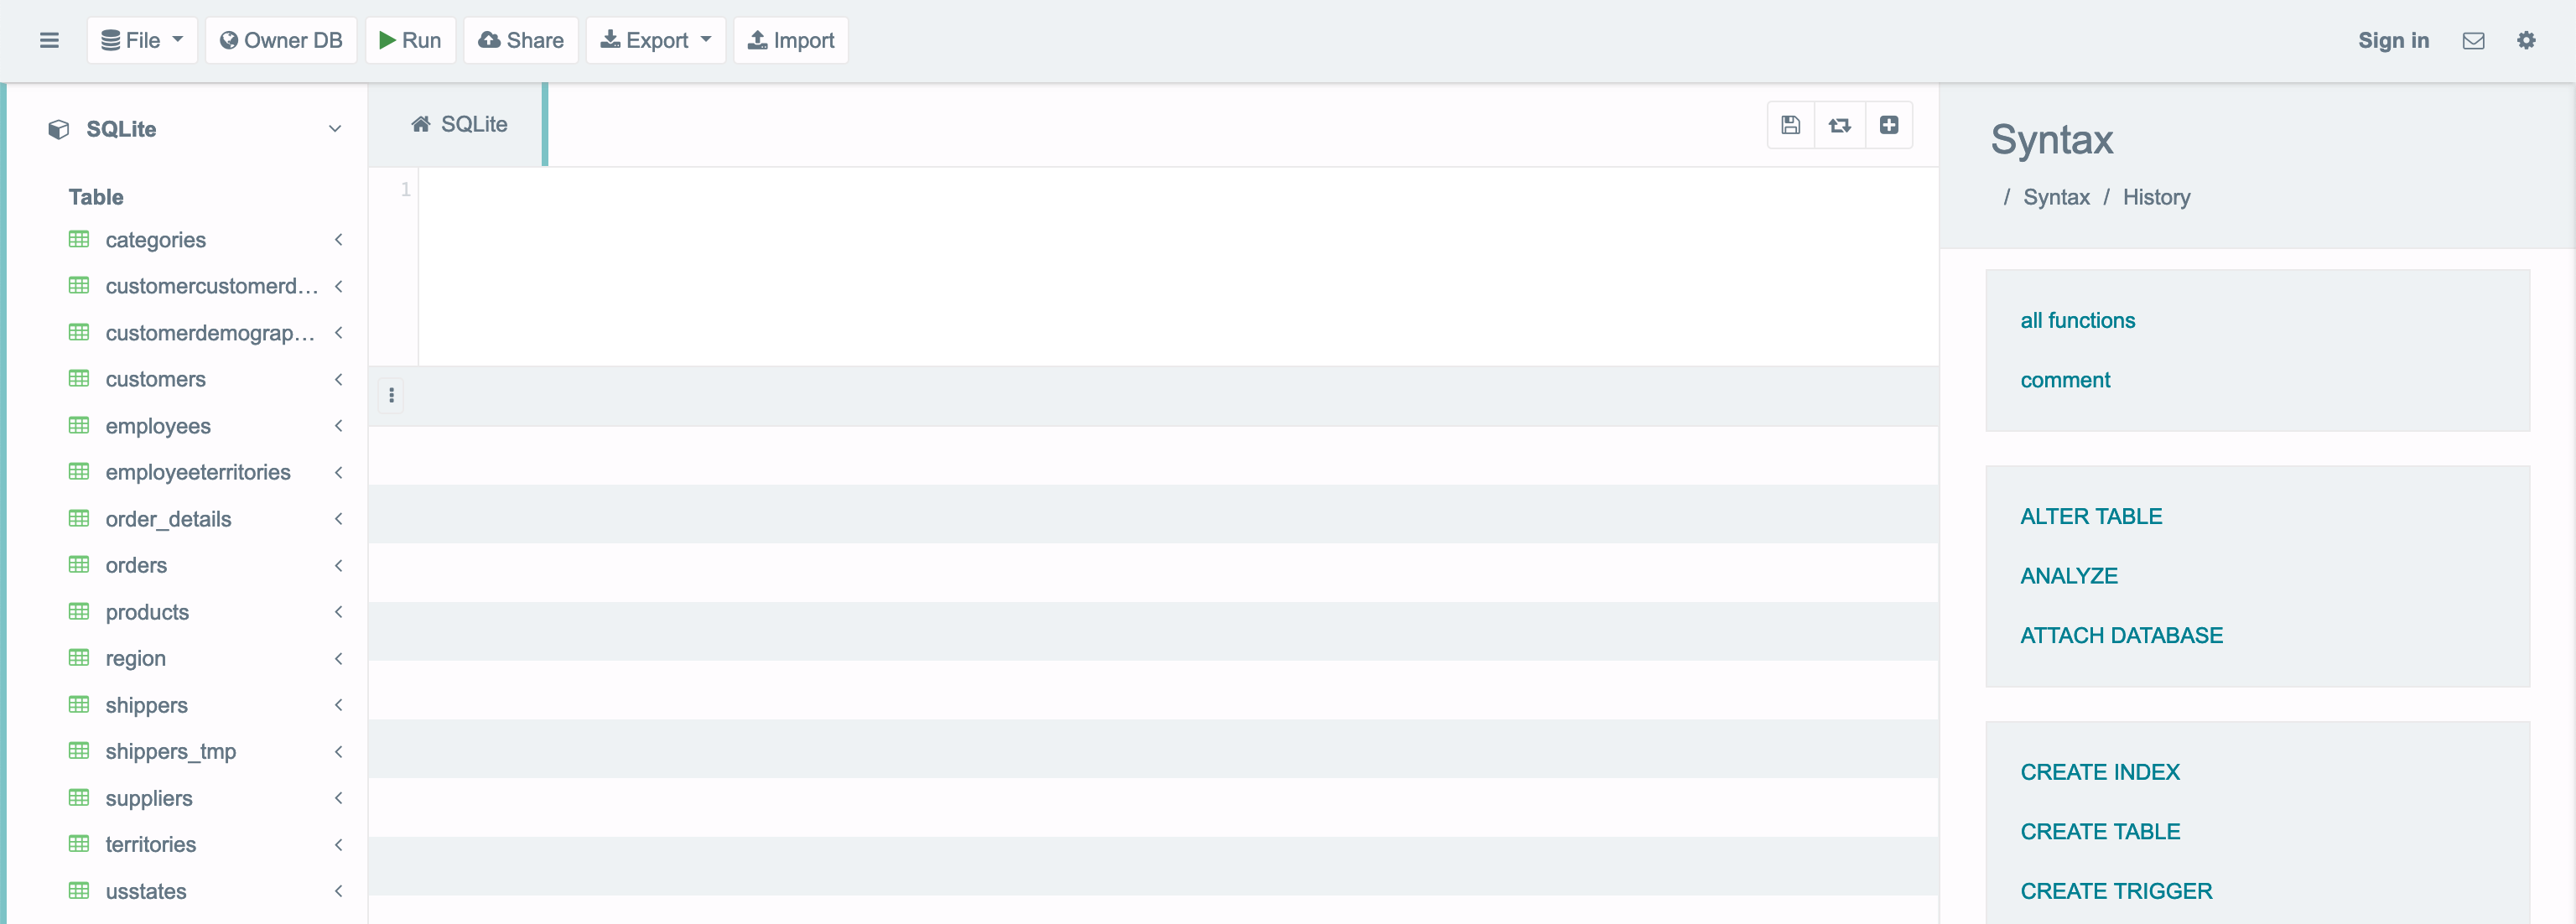 File Owner DB Run Share Export Import Sign in
SQLite
Table
categories
customercustomerd...
customerdemograp...
customers
employees
employeeterritories
order_details
orders
products
region
shippers
shippers_tmp
suppliers
territories
usstates
SQLite
1
Syntax
/ Syntax / History
all functions
comment
ALTER TABLE
ANALYZE
ATTACH DATABASE
CREATE INDEX
CREATE TABLE
CREATE TRIGGER